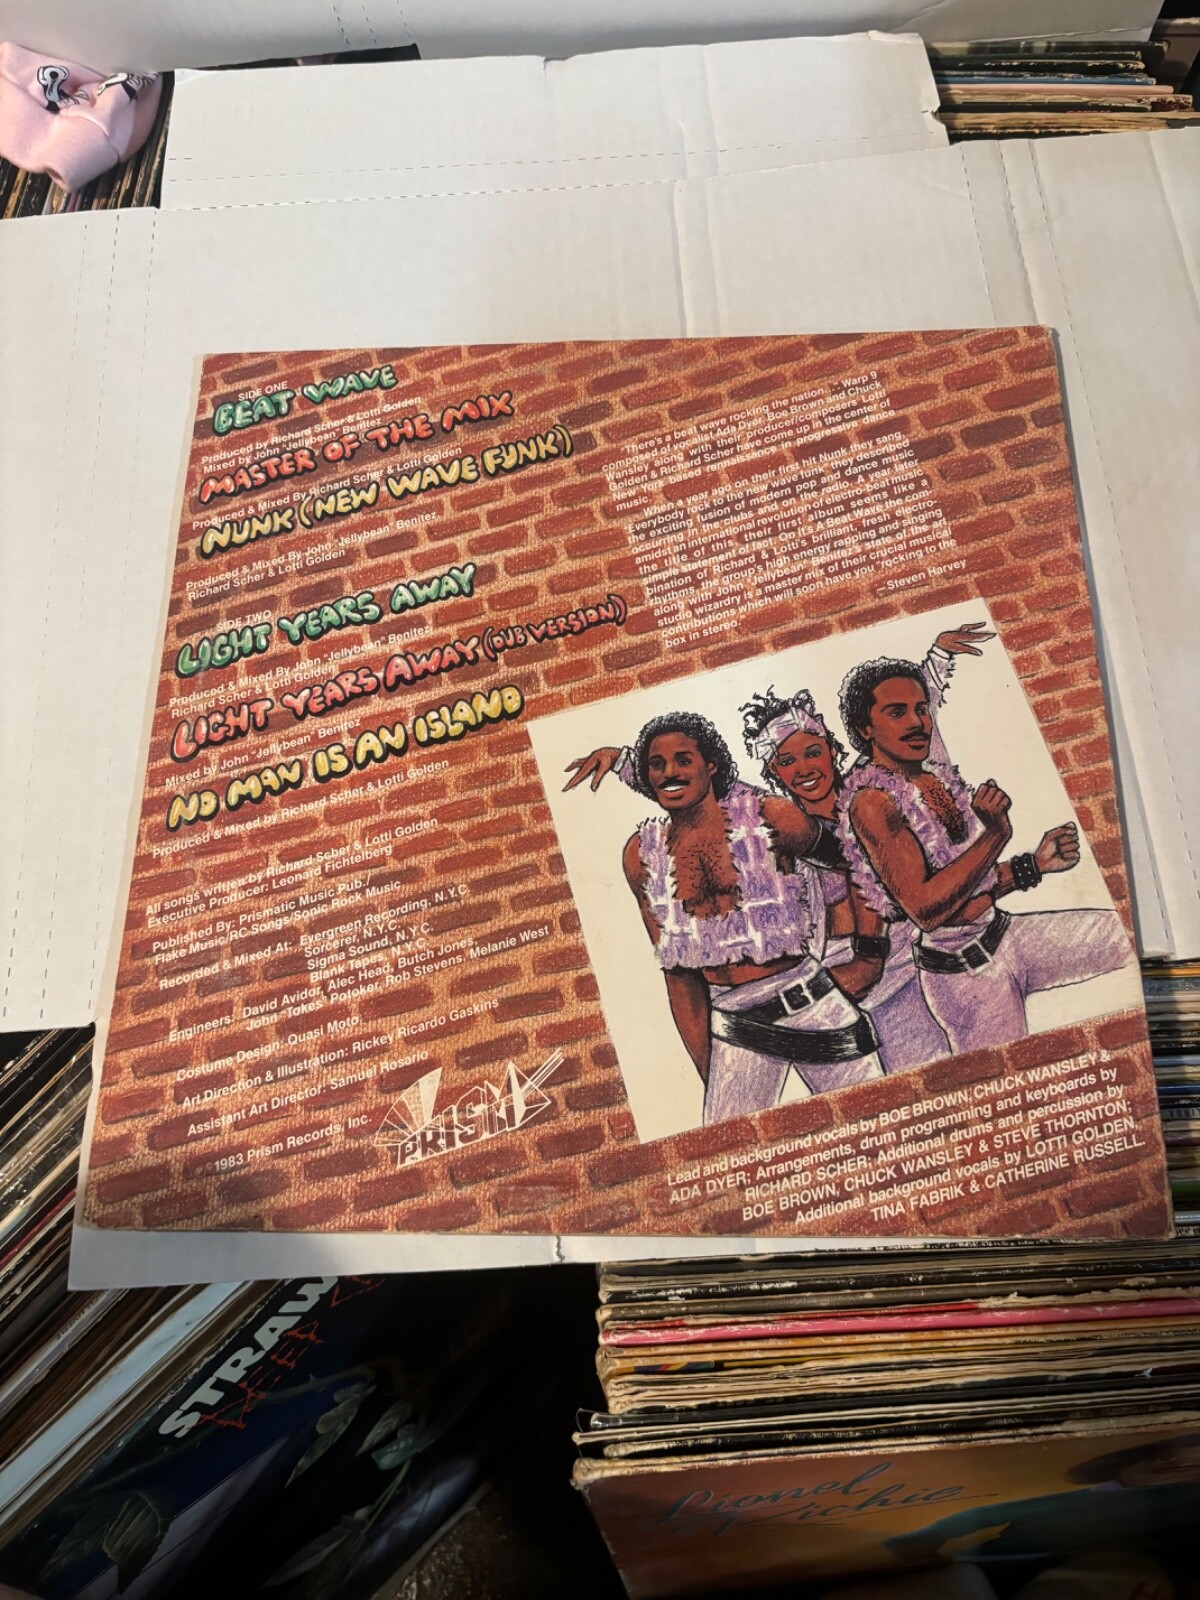 SIDE ONE
BEAT WAVE
Produced by Richard Scher & Lotti Golden
Mixed by John "Jellybean" Benitez
MASTER OF THE MIX
Produced & Mixed By Richard Scher & Lotti Golden
NUNK (NEW WAVE FUNK)
Produced & Mixed By John "Jellybean" Benitez
Richard Scher & Lotti Golden
SIDE TWO
LIGHT YEARS AWAY
Produced & Mixed By John "Jellybean" Benitez
Richard Scher & Lotti Golden
LIGHT YEARS AWAY (DUB VERSION)
Mixed by John "Jellybean" Benitez
NO MAN IS AN ISLAND
Produced & Mixed by Richard Scher & Lotti Golden
All songs written by Richard Scher & Lotti Golden
Executive Producer: Leonard Fichtelberg
Published By: Prismatic Music Pub./
Flake Music/RC Songs/Sonic Rock Music
Recorded & Mixed At: Evergreen Recording, N.Y.C.
Sorcerer, N.Y.C.
Sigma Sound, N.Y.C.
Blank Tapes, N.Y.C.
Engineers: David Avidor, Alec Head, Butch Jones,
John "Tokes" Potoker, Rob Stevens, Melanie West
Costume Design: Quasi Moto
Art Direction & Illustration: Rickey Ricardo Gaskins
Assistant Art Director: Samuel Rosario
℗©1983 Prism Records, Inc.
PRISM
There's a beat wave rocking the nation... Warp 9
composed of vocalist Ada Dyer, Boe Brown and Chuck
Wansley along with their producer/composers Lotti
Golden & Richard Scher have come up in the center of
New York based rennaissance in progressive dance
music.
When a year ago on their first hit Nunk they sang,
"Everybody rock to the new wave funk" they described
the exciting fusion of modern pop and dance music
occurring in the clubs and on the radio. A year later
amidst an international revolution of electro-beat music
the title of this, their first album seems like a
simple statement of fact. On It's A Beat Wave the com-
bination of Richard & Lotti's brilliant, fresh electro-
rhythms, the group's high energy rapping and singing
along with John "Jellybean" Benitez's state of the art
studio wizardry is a master mix of their crucial musical
contributions which will soon have you "rocking to the
box in stereo."
—Steven Harvey
Lead and background vocals by BOE BROWN, CHUCK WANSLEY &
ADA DYER; Arrangements, drum programming and keyboards by
RICHARD SCHER; Additional drums and percussion by
BOE BROWN, CHUCK WANSLEY & STEVE THORNTON;
Additional background vocals by LOTTI GOLDEN,
TINA FABRIK & CATHERINE RUSSELL.
STRAW
Lionel
Richie